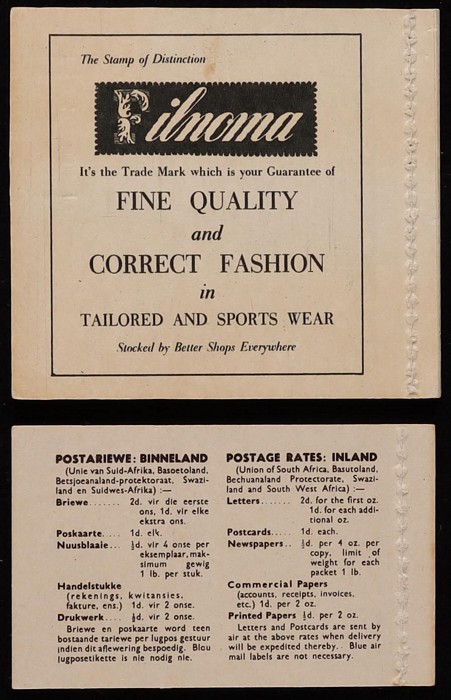 The Stamp of Distinction
Filnoma
It's the Trade Mark which is your Guarantee of
FINE QUALITY
and
CORRECT FASHION
in
TAILORED AND SPORTS WEAR
Stocked by Better Shops Everywhere
POSTARIEWE: BINNELAND
(Unie van Suid-Afrika, Basoetoland,
Betsjoeanaland-protektoraat, Swazi-
land en Suidwes-Afrika) :—
Briewe....... 2d. vir die eerste
ons, 1d. vir elke
ekstra ons.
Poskaarte.... 1d. elk.
Nuusblaaie... ½d. vir 4 onse per
eksemplaar, mak-
simum gewig
1 lb. per stuk.
Handelstukke
(rekenings, kwitansies,
fakture, ens.) 1d. vir 2 onse.
Drukwerk.... ½d. vir 2 onse.
Briewe en poskaarte word teen
bostaande tariewe per lugpos gestuur
indien dit aflewering bespoedig. Blou
lugposetikette is nie nodig nie.
POSTAGE RATES: INLAND
(Union of South Africa, Basutoland,
Bechuanaland Protectorate, Swazi-
land and South West Africa) :—
Letters....... 2d. for the first oz.
1d. for each addi-
tional oz.
Postcards..... 1d. each.
Newspapers.. ½d. per 4 oz. per
copy, limit of
weight for each
packet 1 lb.
Commercial Papers
(accounts, receipts, invoices,
etc.) 1d. per 2 oz.
Printed Papers ½d. per 2 oz.
Letters and Postcards are sent by
air at the above rates when delivery
will be expedited thereby. Blue air
mail labels are not necessary.